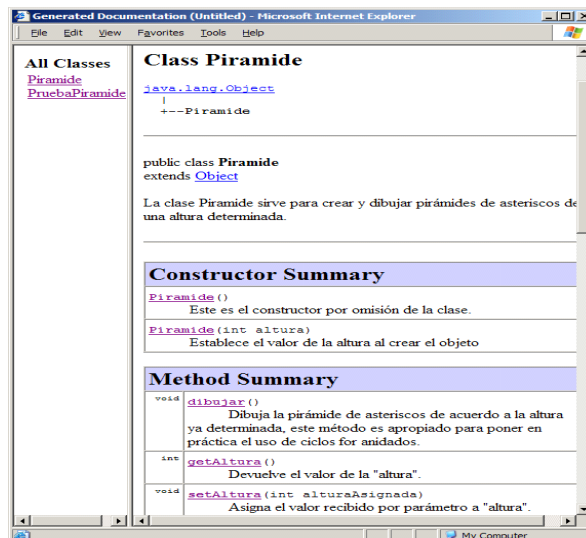 Generated Documentation (Untitled) - Microsoft Internet Explorer
File Edit View Favorites Tools Help
All Classes
Piramide
PruebaPiramide
Class Piramide
java.lang.Object
|
+--Piramide
public class Piramide
extends Object
La clase Piramide sirve para crear y dibujar pirámides de asteriscos de
una altura determinada.
Constructor Summary
Piramide()
Este es el constructor por omisión de la clase.
Piramide(int altura)
Establece el valor de la altura al crear el objeto
Method Summary
void dibujar()
Dibuja la pirámide de asteriscos de acuerdo a la altura
ya determinada, este método es apropiado para poner en
práctica el uso de ciclos for anidados.
int getAltura()
Devuelve el valor de la "altura".
void setAltura(int alturaAsignada)
Asigna el valor recibido por parámetro a "altura".
My Computer